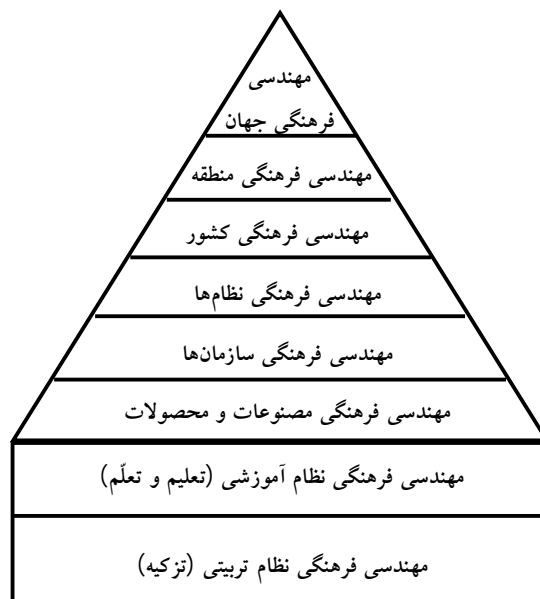 مهندسی
فرهنگی جهان
مهندسی فرهنگی منطقه
مهندسی فرهنگی کشور
مهندسی فرهنگی نظام‌ها
مهندسی فرهنگی سازمان‌ها
مهندسی فرهنگی مصنوعات و محصولات
مهندسی فرهنگی نظام آموزشی (تعلیم و تعلّم)
مهندسی فرهنگی نظام تربیتی (تزکیه)